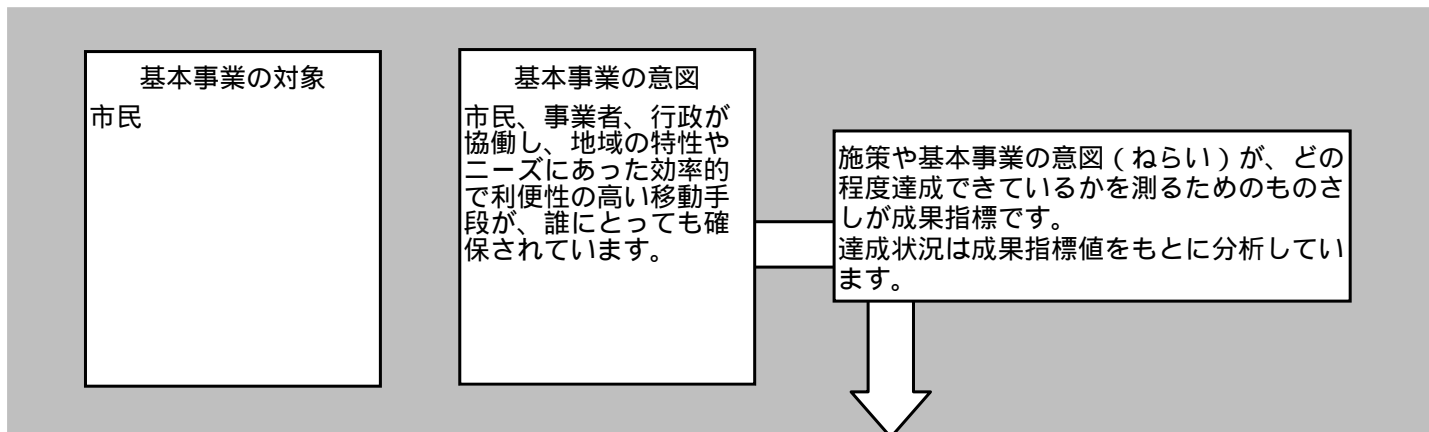 基本事業の対象
市民
基本事業の意図
市民、事業者、行政が
協働し、地域の特性や
ニーズにあった効率的
で利便性の高い移動手
段が、誰にとっても確
保されています。
施策や基本事業の意図（ねらい）が、どの
程度達成できているかを測るためのものさ
しが成果指標です。
達成状況は成果指標値をもとに分析してい
ます。